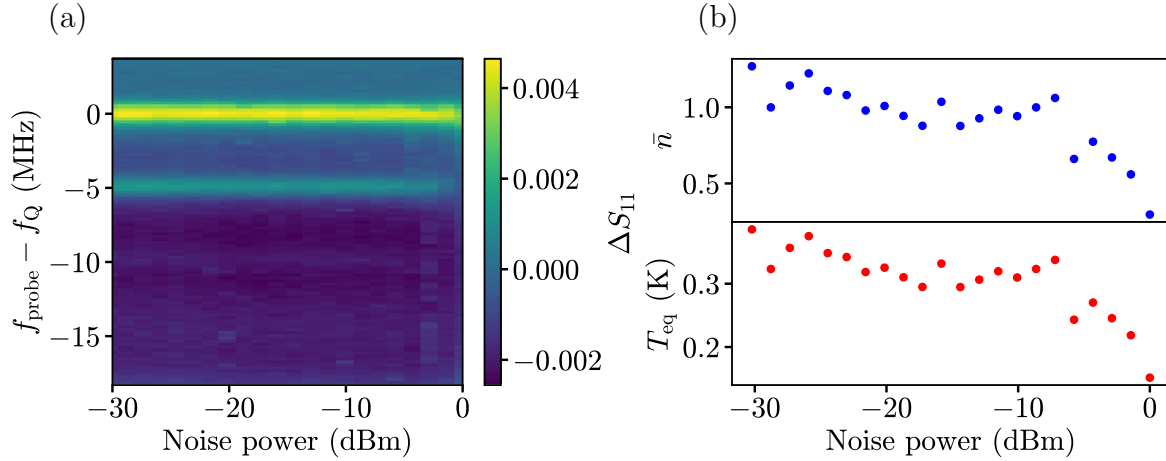 (a)
(b)
0
−5
−10
−15
f_probe − f_Q (MHz)
−30
−20
−10
0
Noise power (dBm)
0.004
0.002
0.000
−0.002
ΔS_11
1.0
0.5
n̄
0.3
0.2
T_eq (K)
−30
−20
−10
0
Noise power (dBm)